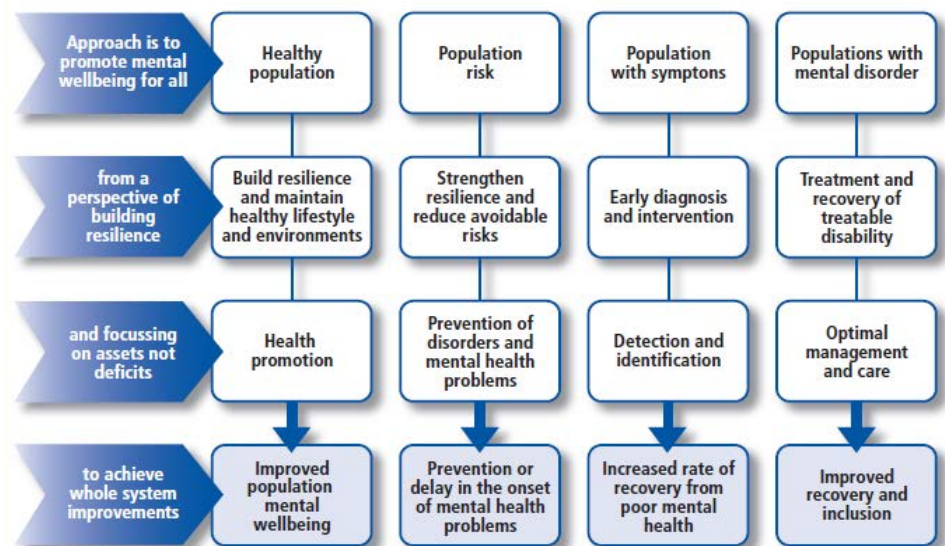 Approach is to
promote mental
wellbeing for all
Healthy
population
Population
risk
Population
with symptons
Populations with
mental disorder
from a
perspective of
building
resilience
Build resilience
and maintain
healthy lifestyle
and environments
Strengthen
resilience and
reduce avoidable
risks
Early diagnosis
and intervention
Treatment and
recovery of
treatable
disability
and focussing
on assets not
deficits
Health
promotion
Prevention of
disorders and
mental health
problems
Detection and
identification
Optimal
management
and care
to achieve
whole system
improvements
Improved
population
mental
wellbeing
Prevention or
delay in the onset
of mental health
problems
Increased rate of
recovery from
poor mental
health
Improved
recovery and
inclusion